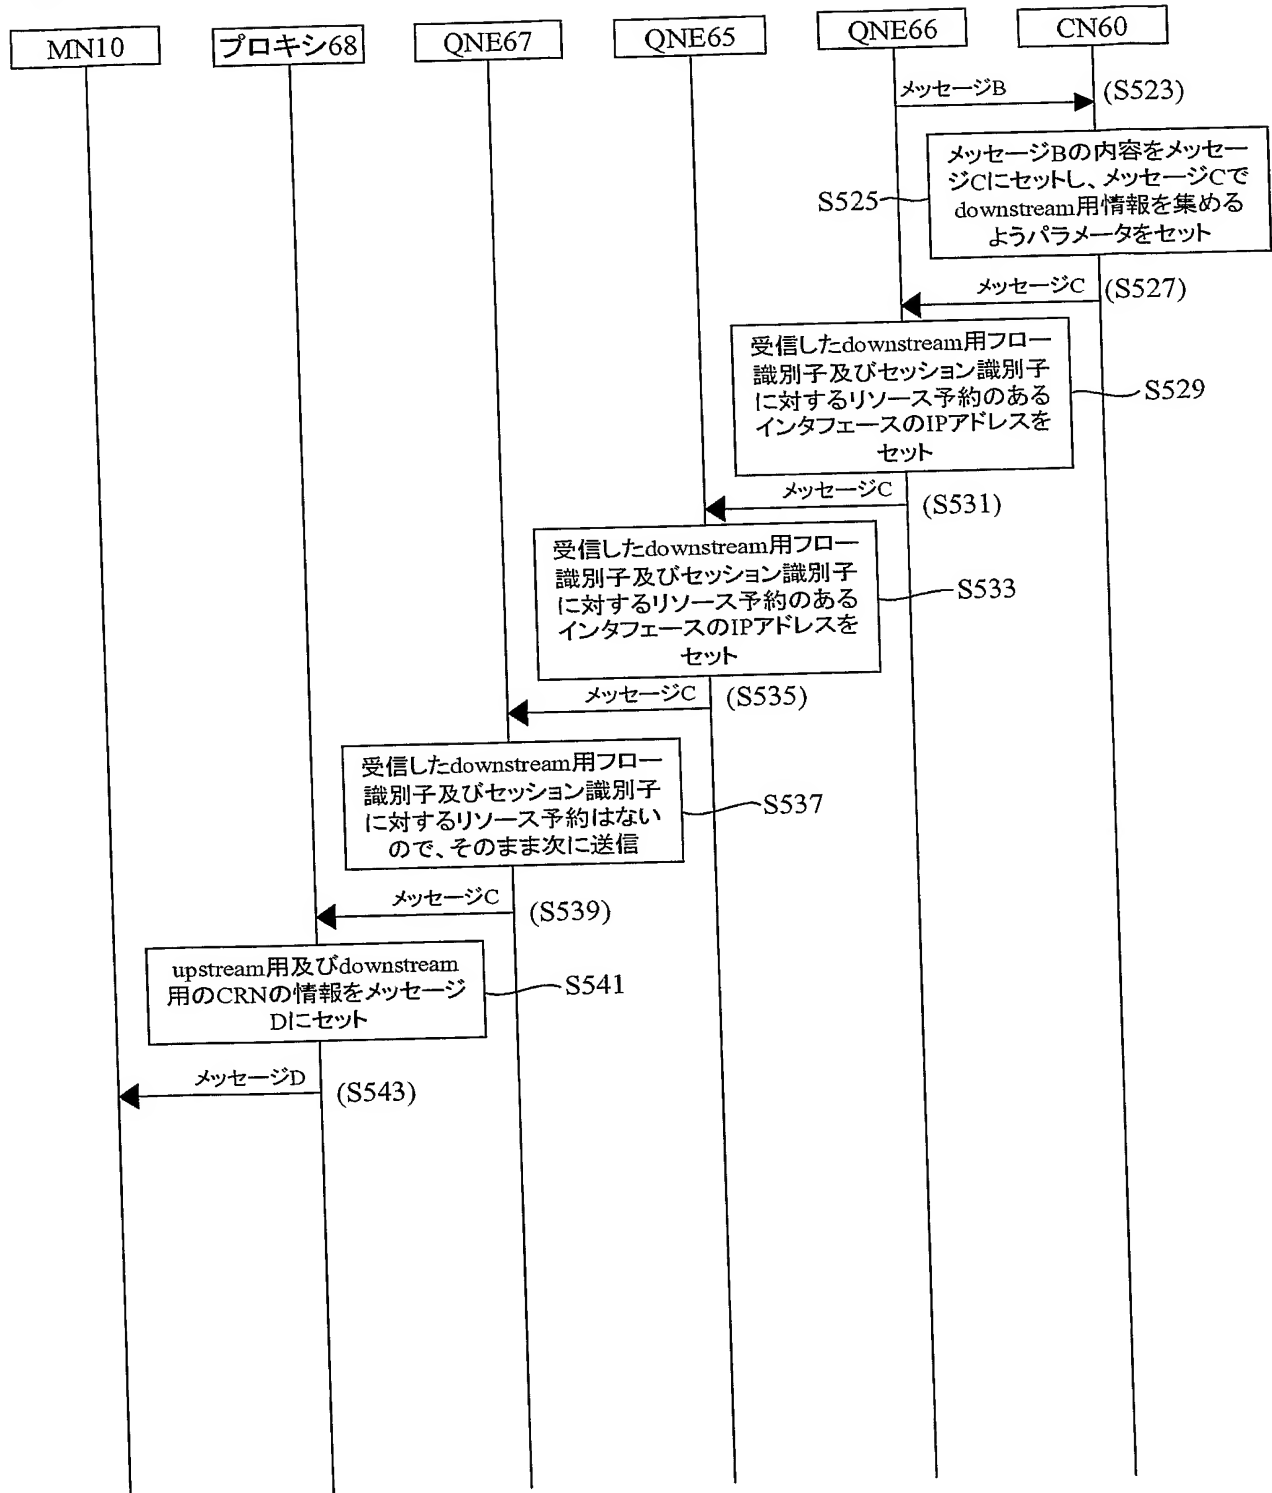 MN10
プロキシ68
QNE67
QNE65
QNE66
CN60
メッセージB
(S523)
メッセージBの内容をメッセー
ジCにセットし、メッセージCで
downstream用情報を集める
ようパラメータをセット
S525
メッセージC
(S527)
受信したdownstream用フロー
識別子及びセッション識別子
に対するリソース予約のある
インタフェースのIPアドレスを
セット
S529
メッセージC
(S531)
受信したdownstream用フロー
識別子及びセッション識別子
に対するリソース予約のある
インタフェースのIPアドレスを
セット
S533
メッセージC
(S535)
受信したdownstream用フロー
識別子及びセッション識別子
に対するリソース予約はない
ので、そのまま次に送信
S537
メッセージC
(S539)
upstream用及びdownstream
用のCRNの情報をメッセージ
Dにセット
S541
メッセージD
(S543)